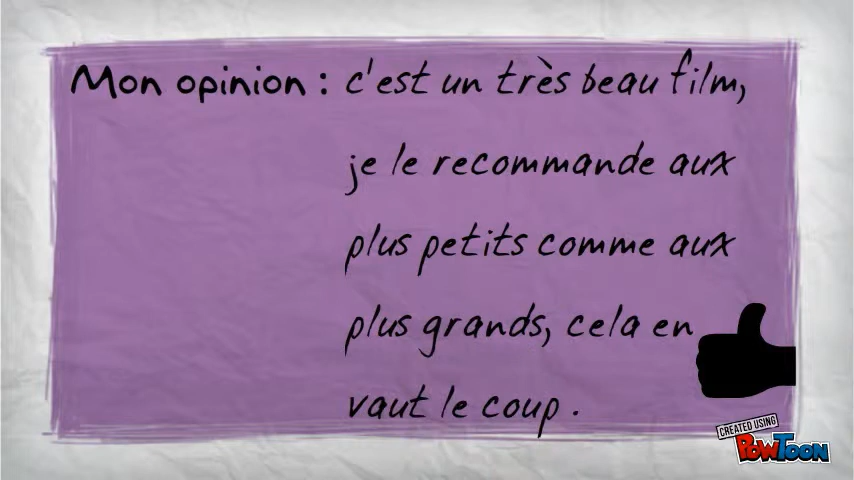 Mon opinion : c'est un très beau film,
je le recommande aux
plus petits comme aux
plus grands, cela en
vaut le coup .
CREATED USING
POWTOON